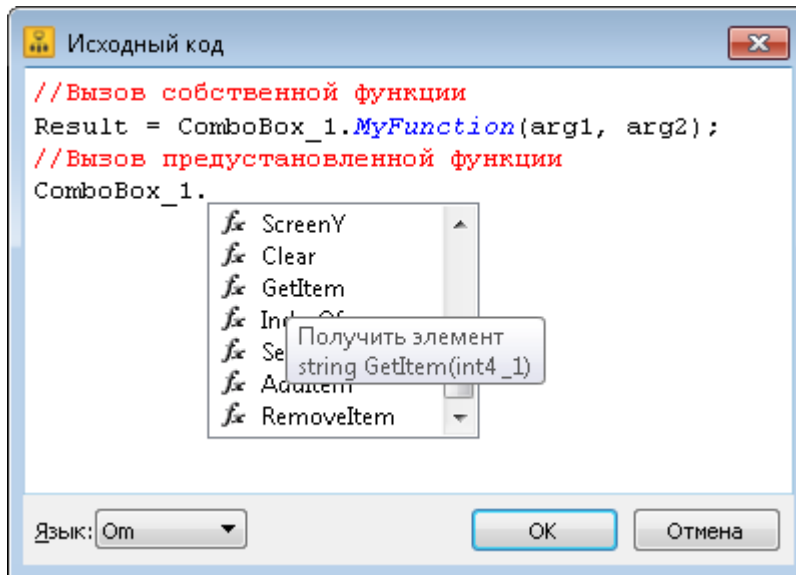 Исходный код
//Вызов собственной функции
Result = ComboBox_1.MyFunction(arg1, arg2);
//Вызов предустановленной функции
ComboBox_1.
ScreenY
Clear
GetItem
Получить элемент
string GetItem(int4 _1)
RemoveItem
Язык: Om
OK
Отмена